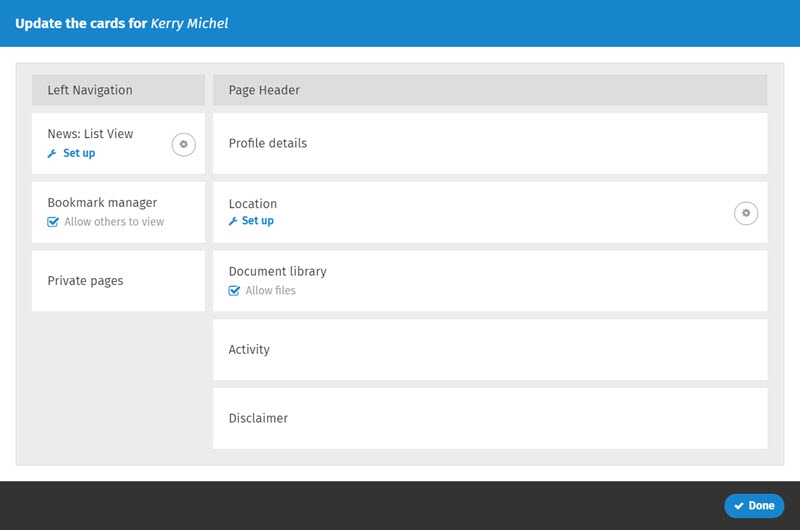 Update the cards for Kerry Michel
Left Navigation
News: List View
Set up
Bookmark manager
Allow others to view
Private pages
Page Header
Profile details
Location
Set up
Document library
Allow files
Activity
Disclaimer
Done